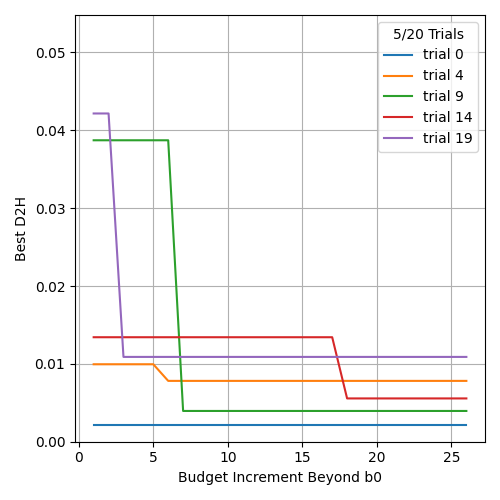 5/20 Trials
trial 0
trial 4
trial 9
trial 14
trial 19
Best D2H
0.05
0.04
0.03
0.02
0.01
0.00
0 5 10 15 20 25
Budget Increment Beyond b0